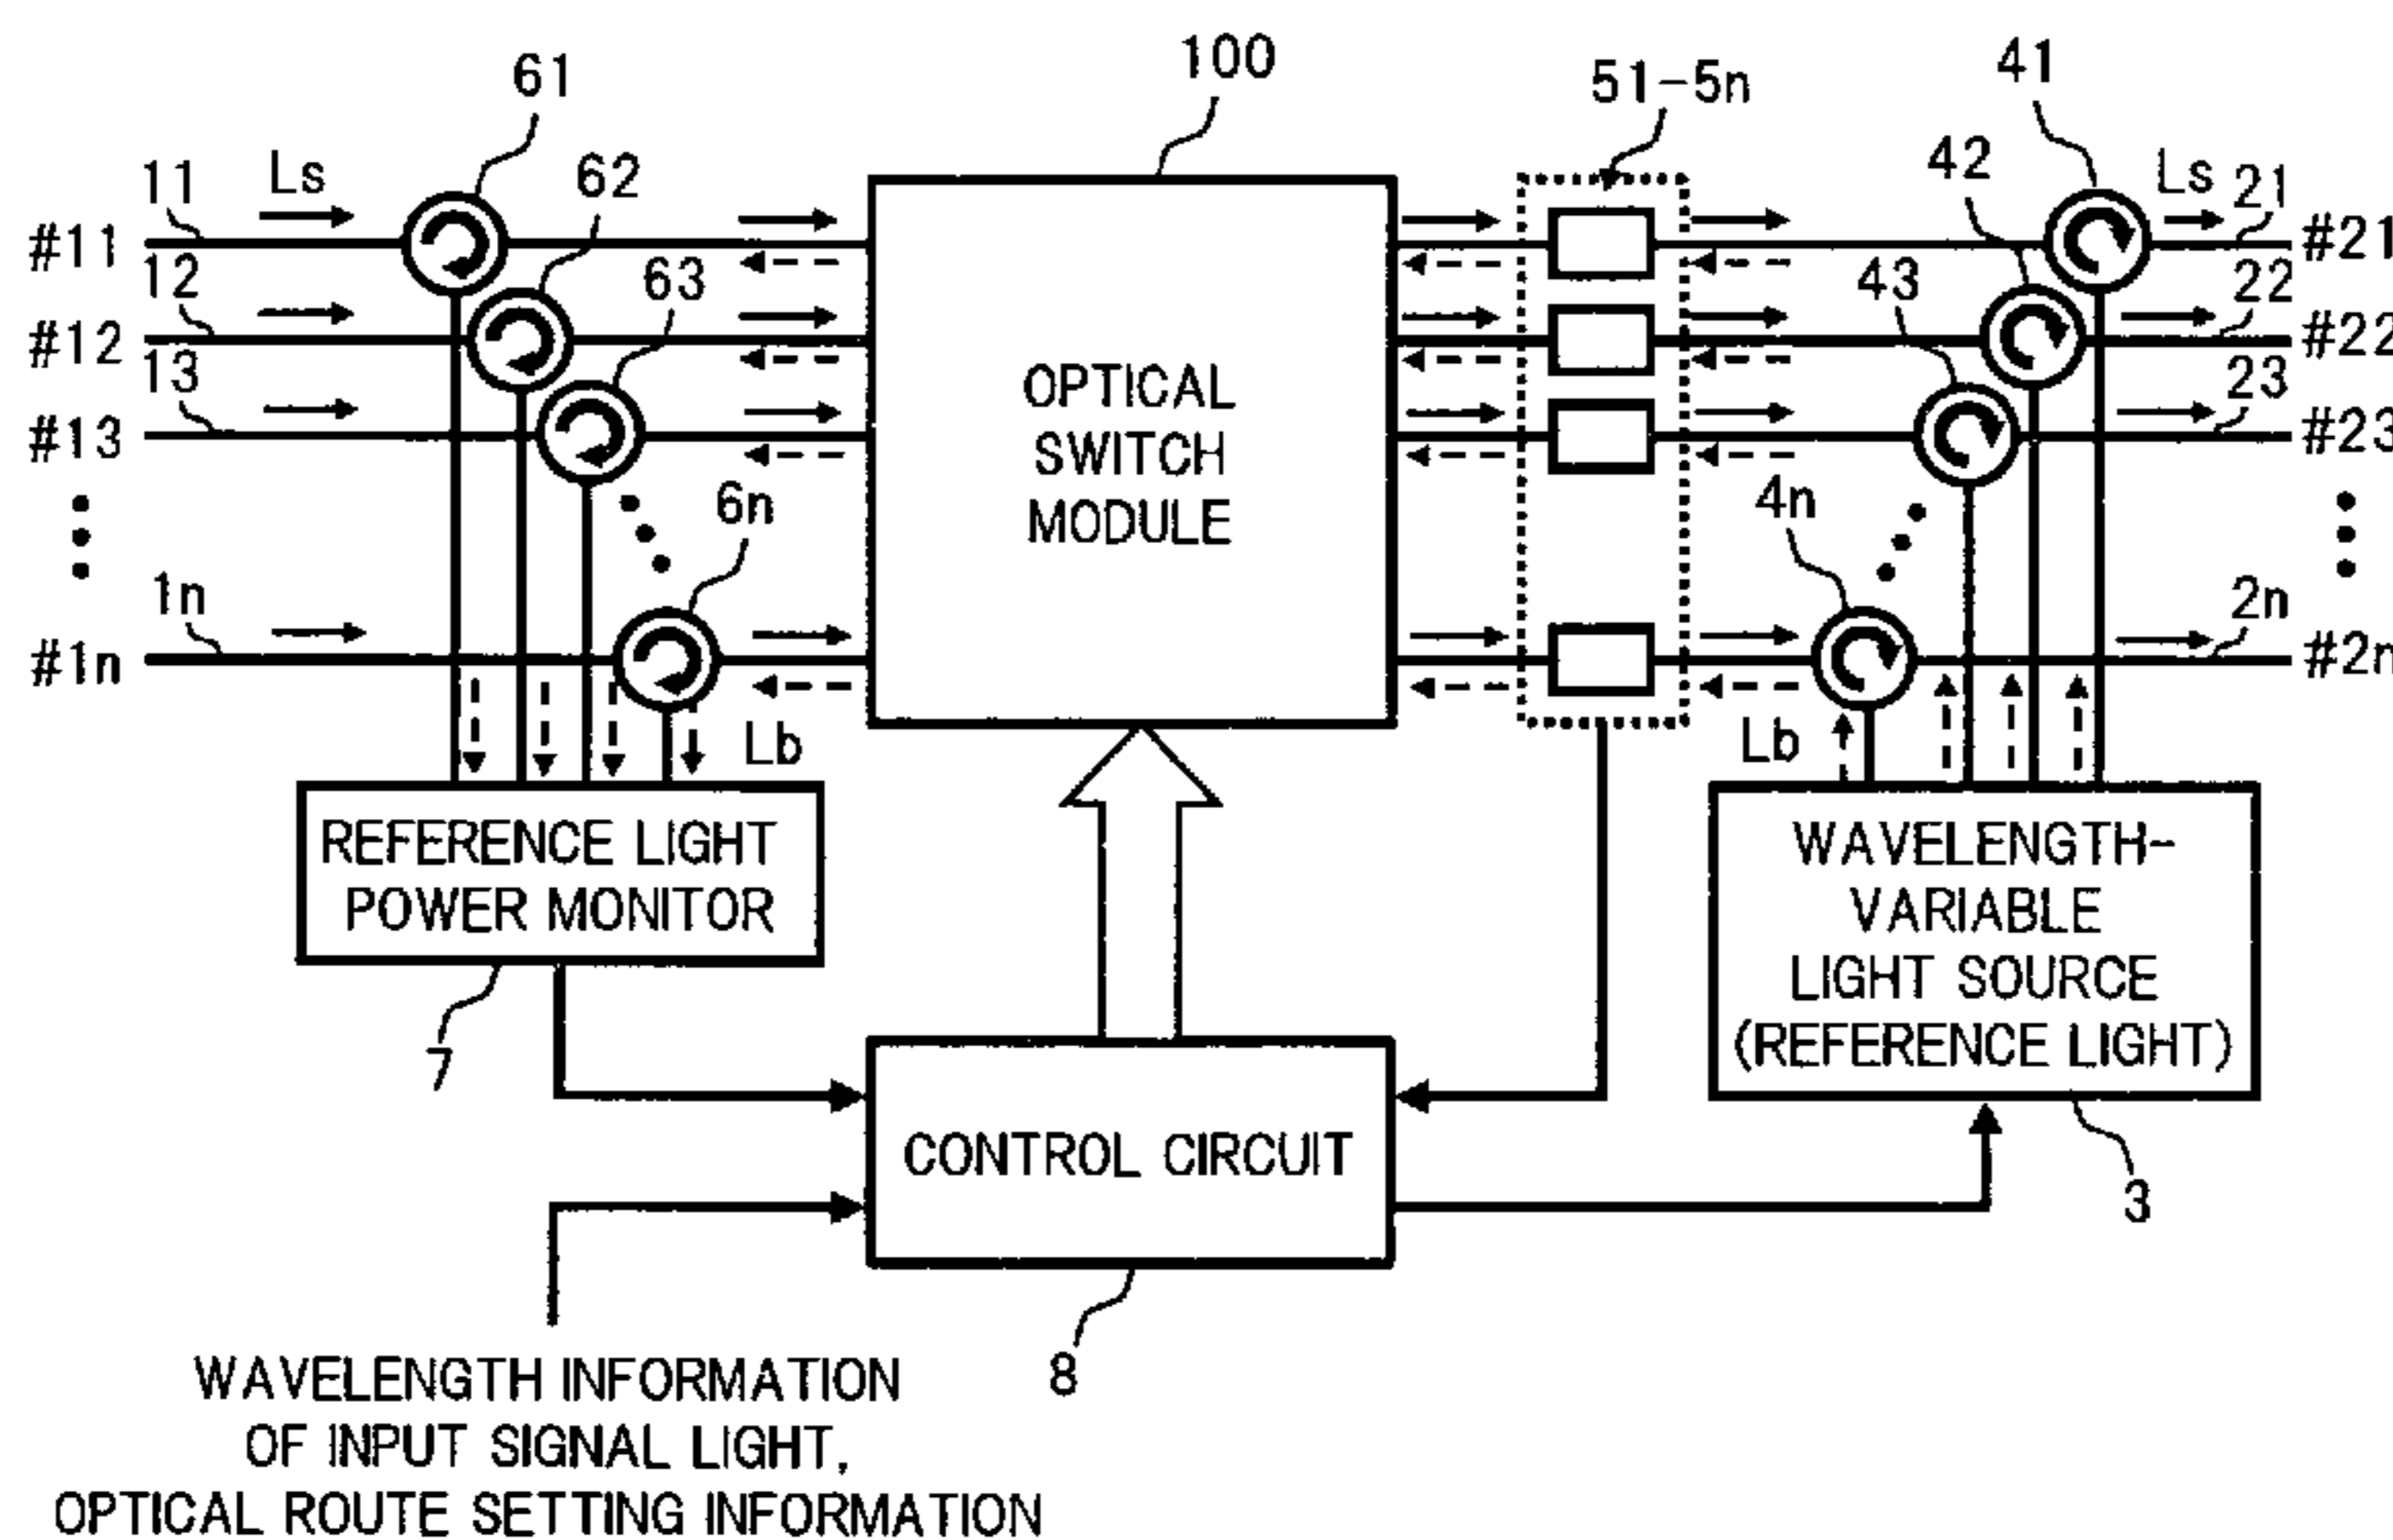 100
61
51-5n
41
Ls
62
42
Ls
11
21
#11
#21
12
63
43
22
#12
#22
13
23
#13
#23
OPTICAL
SWITCH
MODULE
6n
4n
1n
2n
#1n
#2n
Lb
Lb
REFERENCE LIGHT
POWER MONITOR
WAVELENGTH-
VARIABLE
LIGHT SOURCE
(REFERENCE LIGHT)
7
CONTROL CIRCUIT
3
8
WAVELENGTH INFORMATION
OF INPUT SIGNAL LIGHT,
OPTICAL ROUTE SETTING INFORMATION